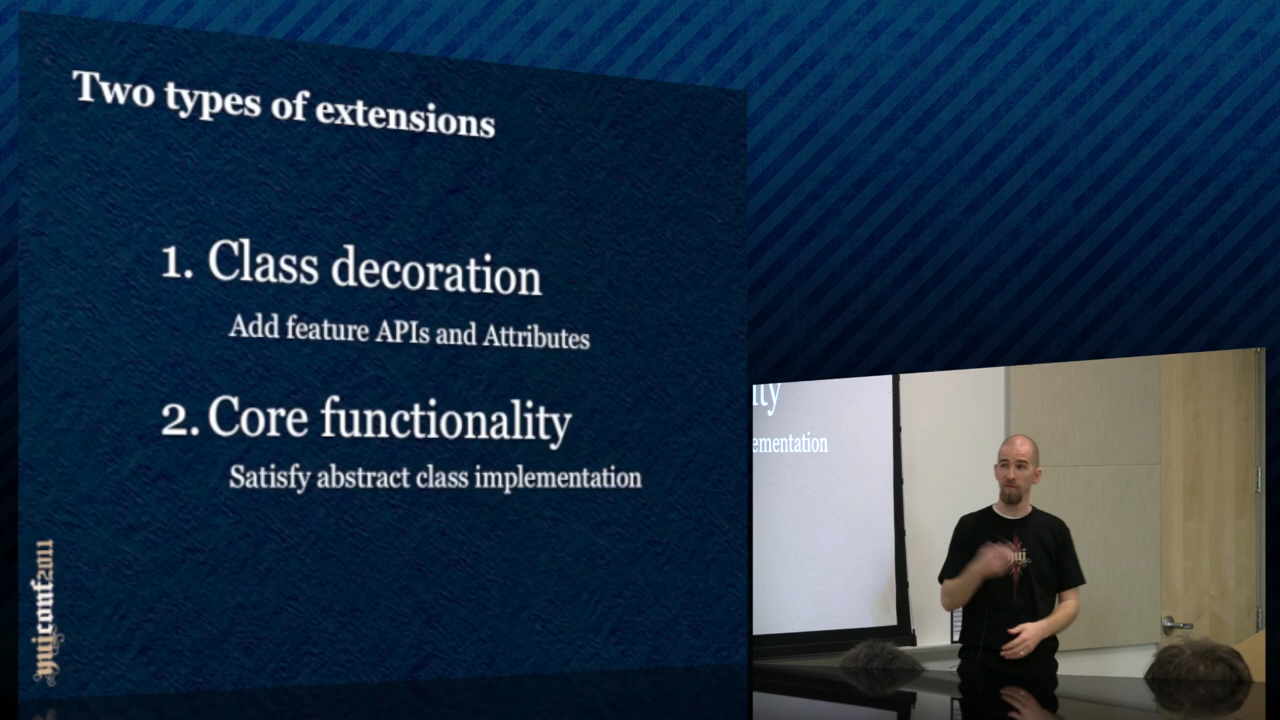 Two types of extensions
1. Class decoration
Add feature APIs and Attributes
2. Core functionality
Satisfy abstract class implementation
yuiconf2011
ity
ementation
yui